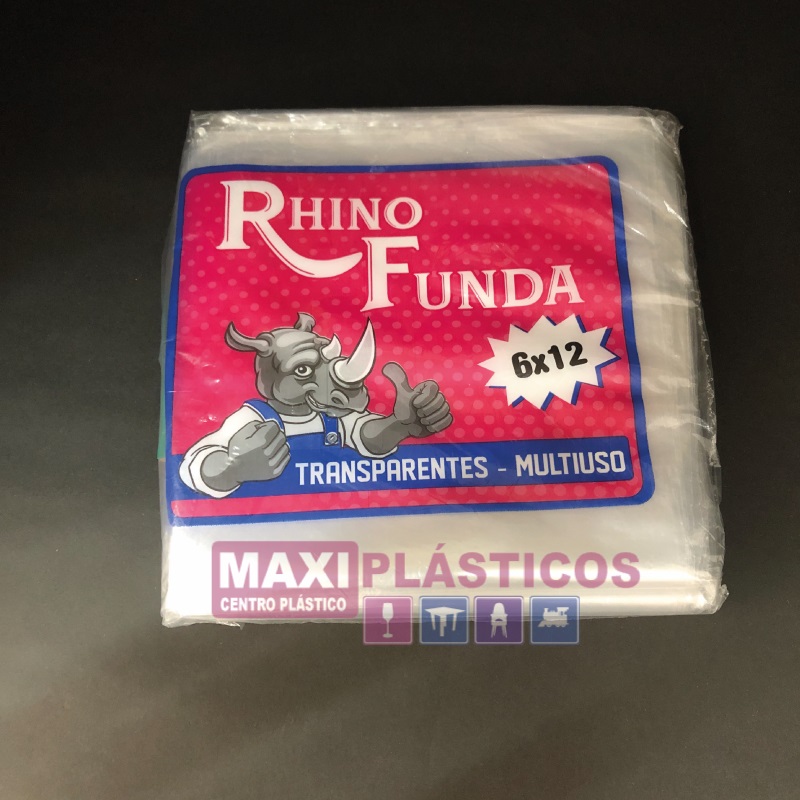 RHINO
FUNDA
6x12
TRANSPARENTES - MULTIUSO
MAXI PLÁSTICOS
CENTRO PLÁSTICO